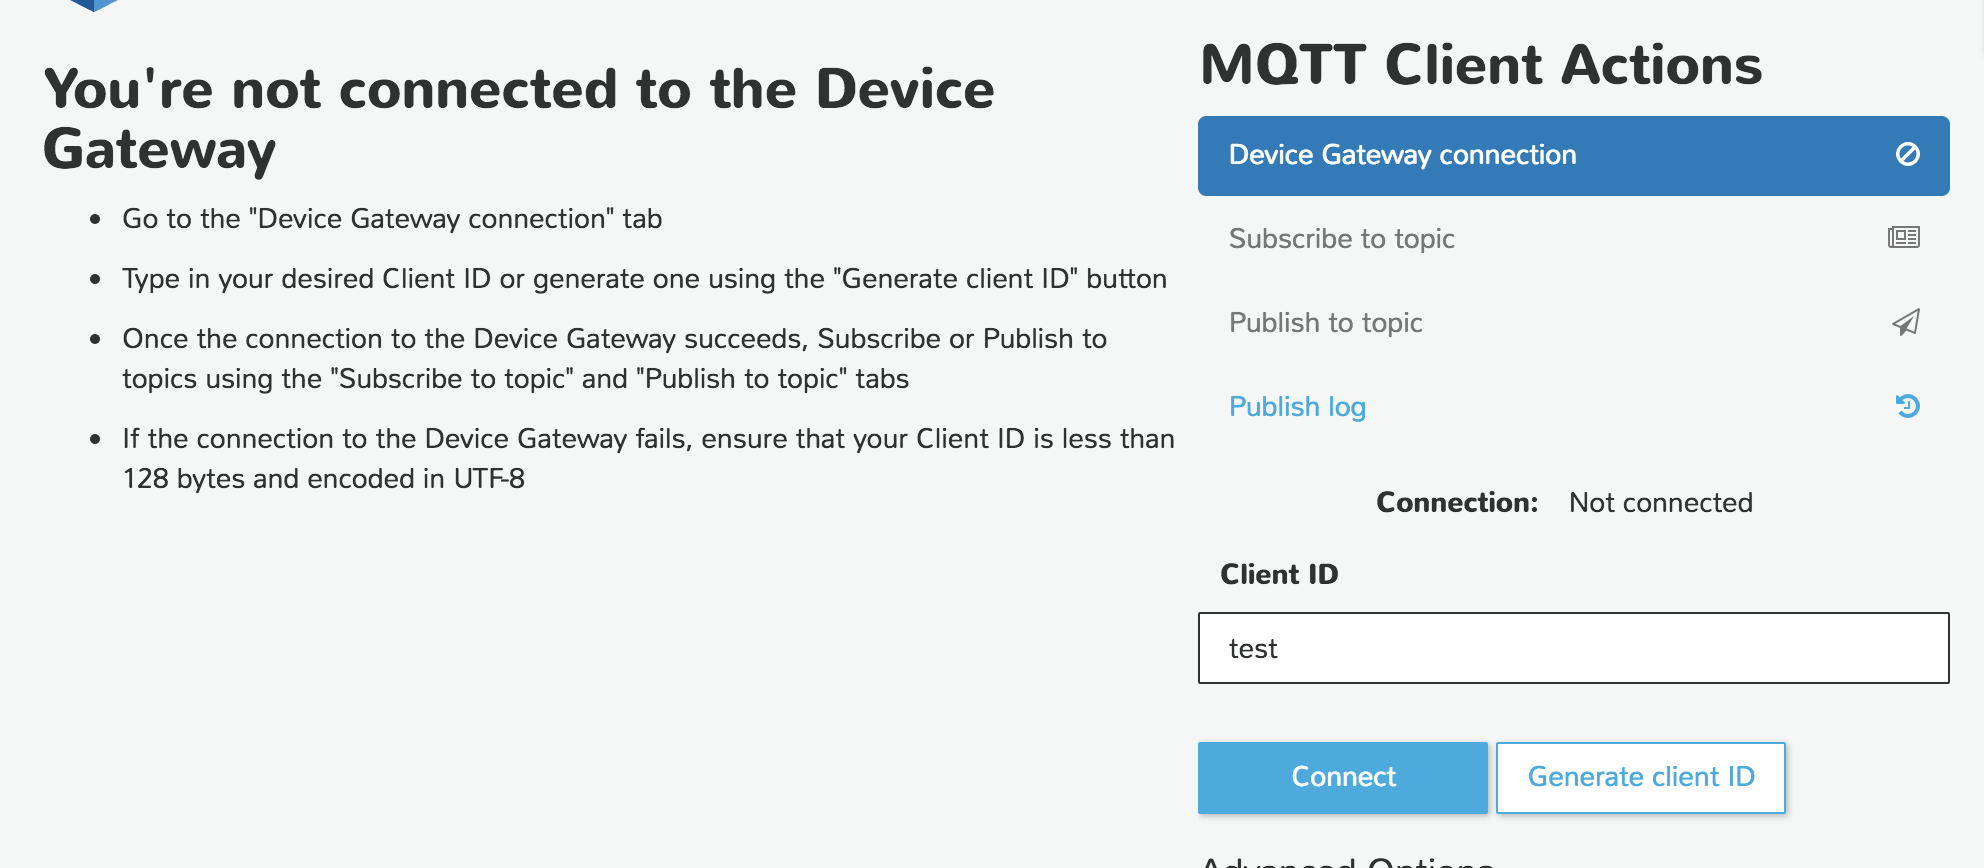 You're not connected to the Device
Gateway
Go to the "Device Gateway connection" tab
Type in your desired Client ID or generate one using the "Generate client ID" button
Once the connection to the Device Gateway succeeds, Subscribe or Publish to
topics using the "Subscribe to topic" and "Publish to topic" tabs
If the connection to the Device Gateway fails, ensure that your Client ID is less than
128 bytes and encoded in UTF-8
MQTT Client Actions
Device Gateway connection
Subscribe to topic
Publish to topic
Publish log
Connection: Not connected
Client ID
test
Connect Generate client ID
Advanced Options